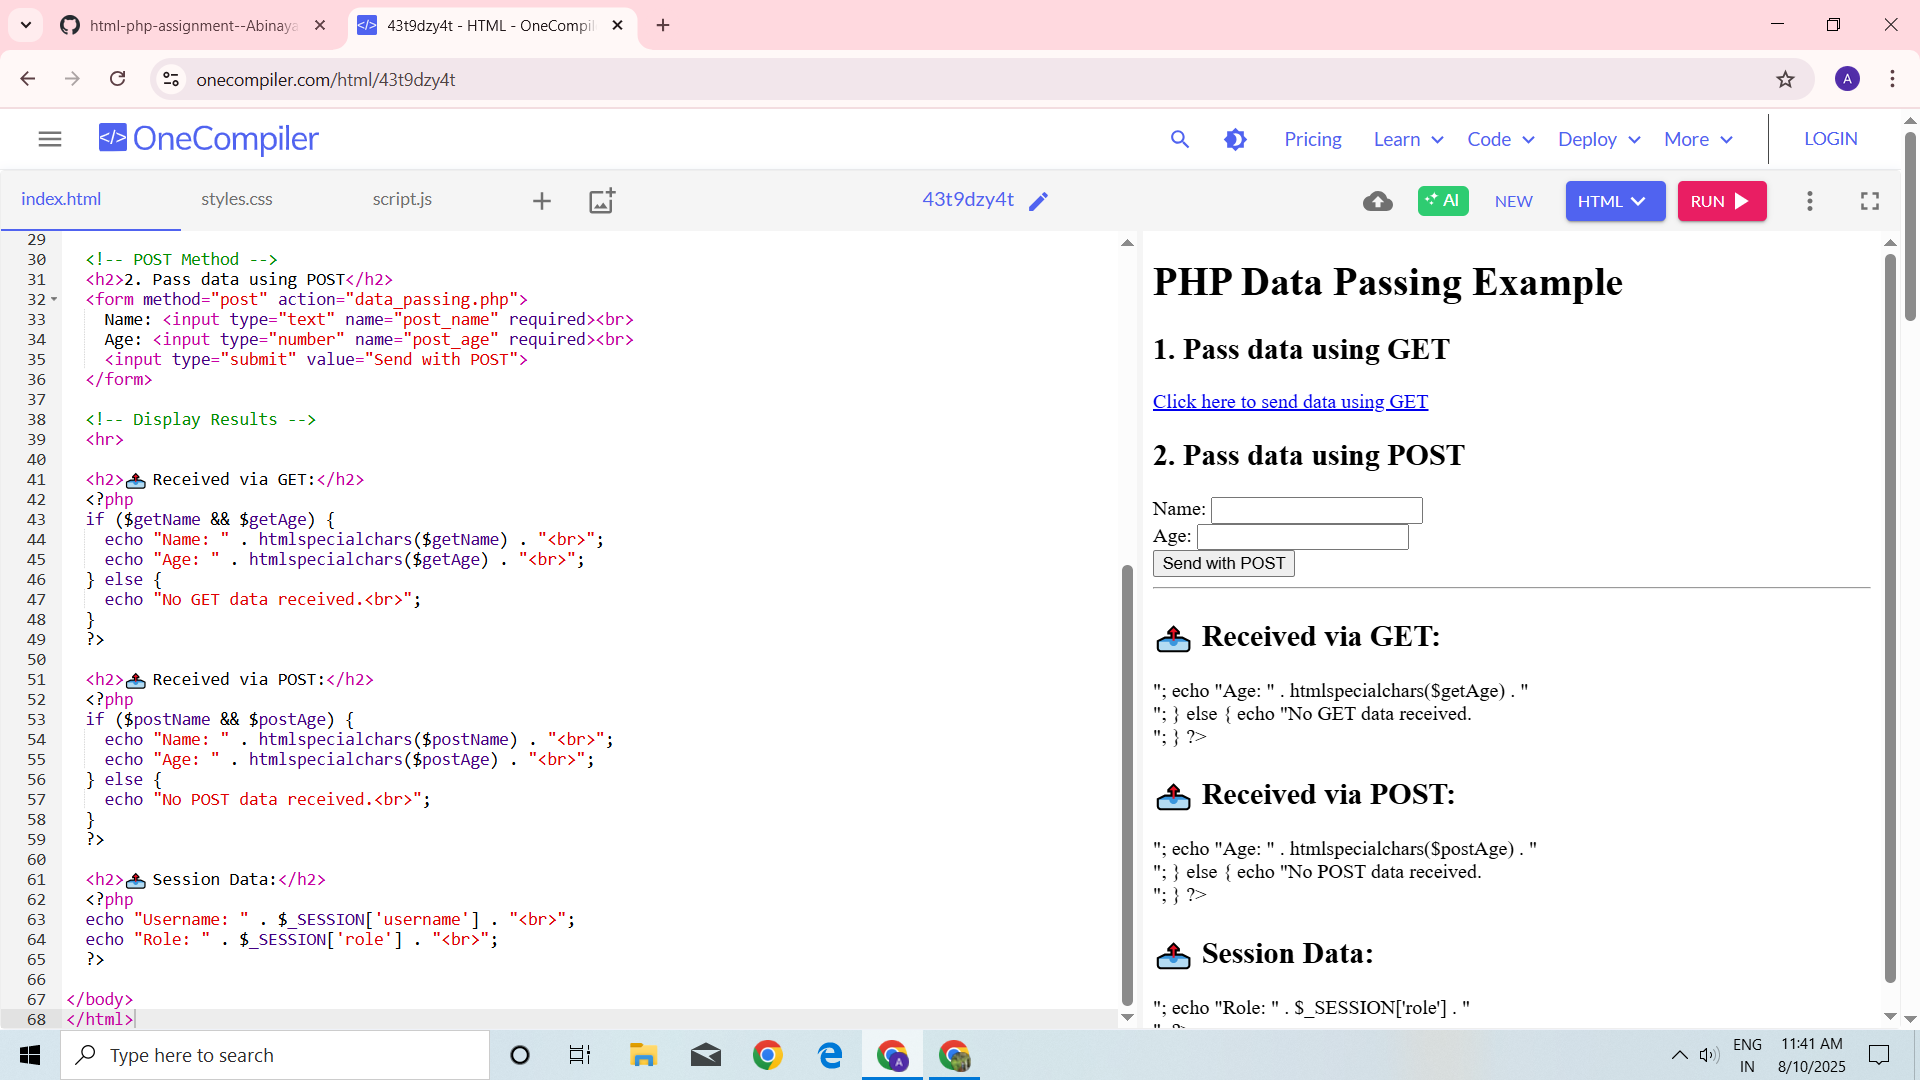 html-php-assignment--Abinaya
43t9dzy4t - HTML - OneCompil
onecompiler.com/html/43t9dzy4t
A
</> OneCompiler
Pricing
Learn
Code
Deploy
More
LOGIN
index.html
styles.css
script.js
43t9dzy4t
AI
NEW
HTML
RUN
29
30 <!-- POST Method -->
31 <h2>2. Pass data using POST</h2>
32 <form method="post" action="data_passing.php">
33 Name: <input type="text" name="post_name" required><br>
34 Age: <input type="number" name="post_age" required><br>
35 <input type="submit" value="Send with POST">
36 </form>
37
38 <!-- Display Results -->
39 <hr>
40
41 <h2>📤 Received via GET:</h2>
42 <?php
43 if ($getName && $getAge) {
44 echo "Name: " . htmlspecialchars($getName) . "<br>";
45 echo "Age: " . htmlspecialchars($getAge) . "<br>";
46 } else {
47 echo "No GET data received.<br>";
48 }
49 ?>
50
51 <h2>📤 Received via POST:</h2>
52 <?php
53 if ($postName && $postAge) {
54 echo "Name: " . htmlspecialchars($postName) . "<br>";
55 echo "Age: " . htmlspecialchars($postAge) . "<br>";
56 } else {
57 echo "No POST data received.<br>";
58 }
59 ?>
60
61 <h2>📤 Session Data:</h2>
62 <?php
63 echo "Username: " . $_SESSION['username'] . "<br>";
64 echo "Role: " . $_SESSION['role'] . "<br>";
65 ?>
66
67 </body>
68 </html>
PHP Data Passing Example
1. Pass data using GET
Click here to send data using GET
2. Pass data using POST
Name:
Age:
Send with POST
📤 Received via GET:
"; echo "Age: " . htmlspecialchars($getAge) . "
"; } else { echo "No GET data received.
"; } ?>
📤 Received via POST:
"; echo "Age: " . htmlspecialchars($postAge) . "
"; } else { echo "No POST data received.
"; } ?>
📤 Session Data:
"; echo "Role: " . $_SESSION['role'] . "
Type here to search
ENG
IN
11:41 AM
8/10/2025